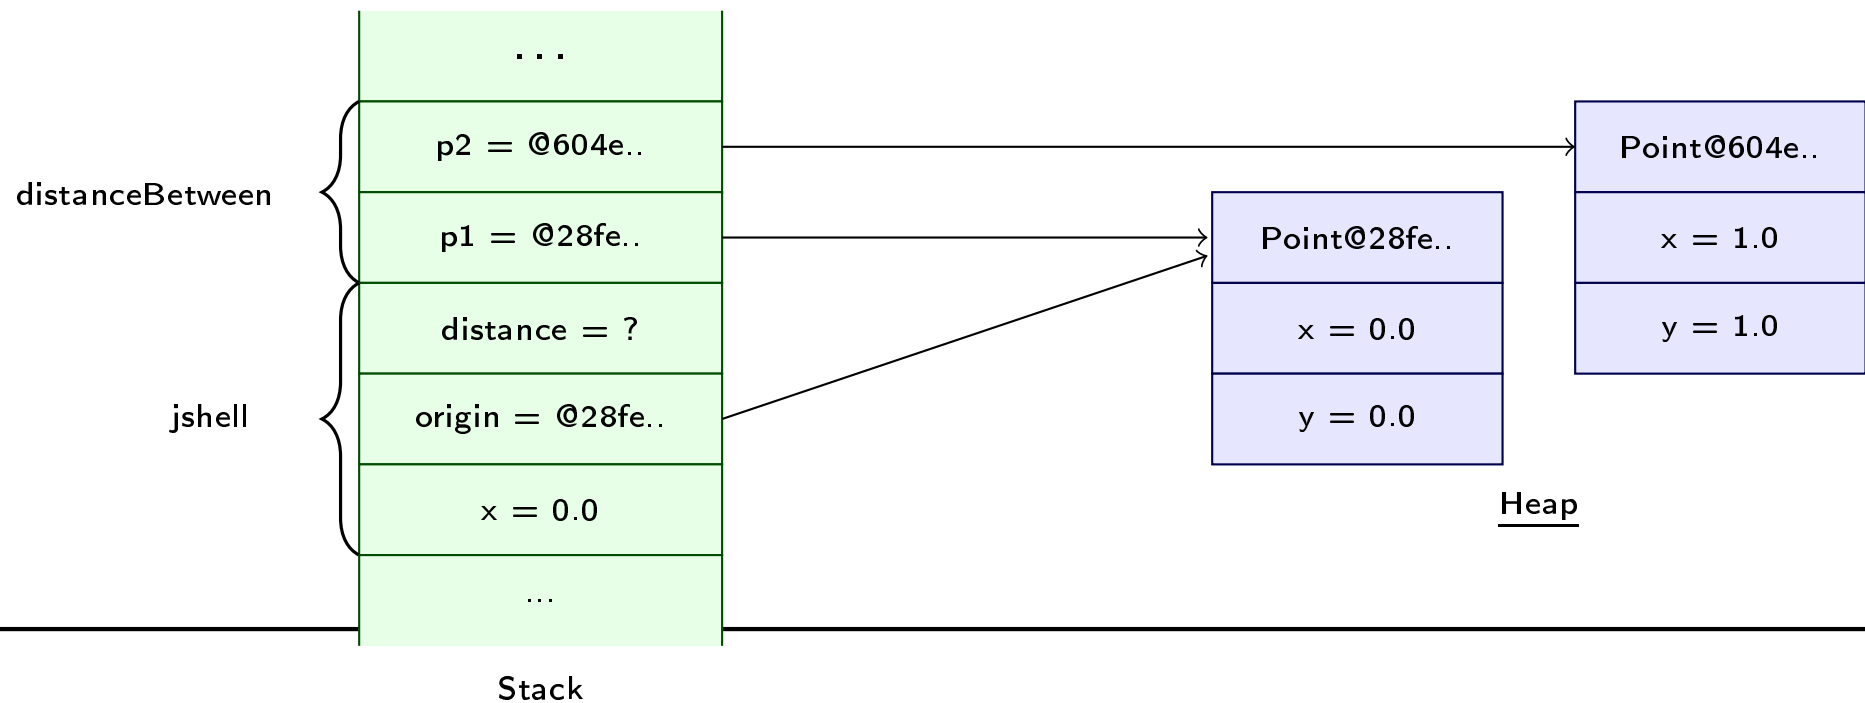 . . .
p2 = @604e..
Point@604e..
distanceBetween
p1 = @28fe..
Point@28fe..
x = 1.0
distance = ?
x = 0.0
y = 1.0
jshell
origin = @28fe..
y = 0.0
x = 0.0
Heap
...
Stack